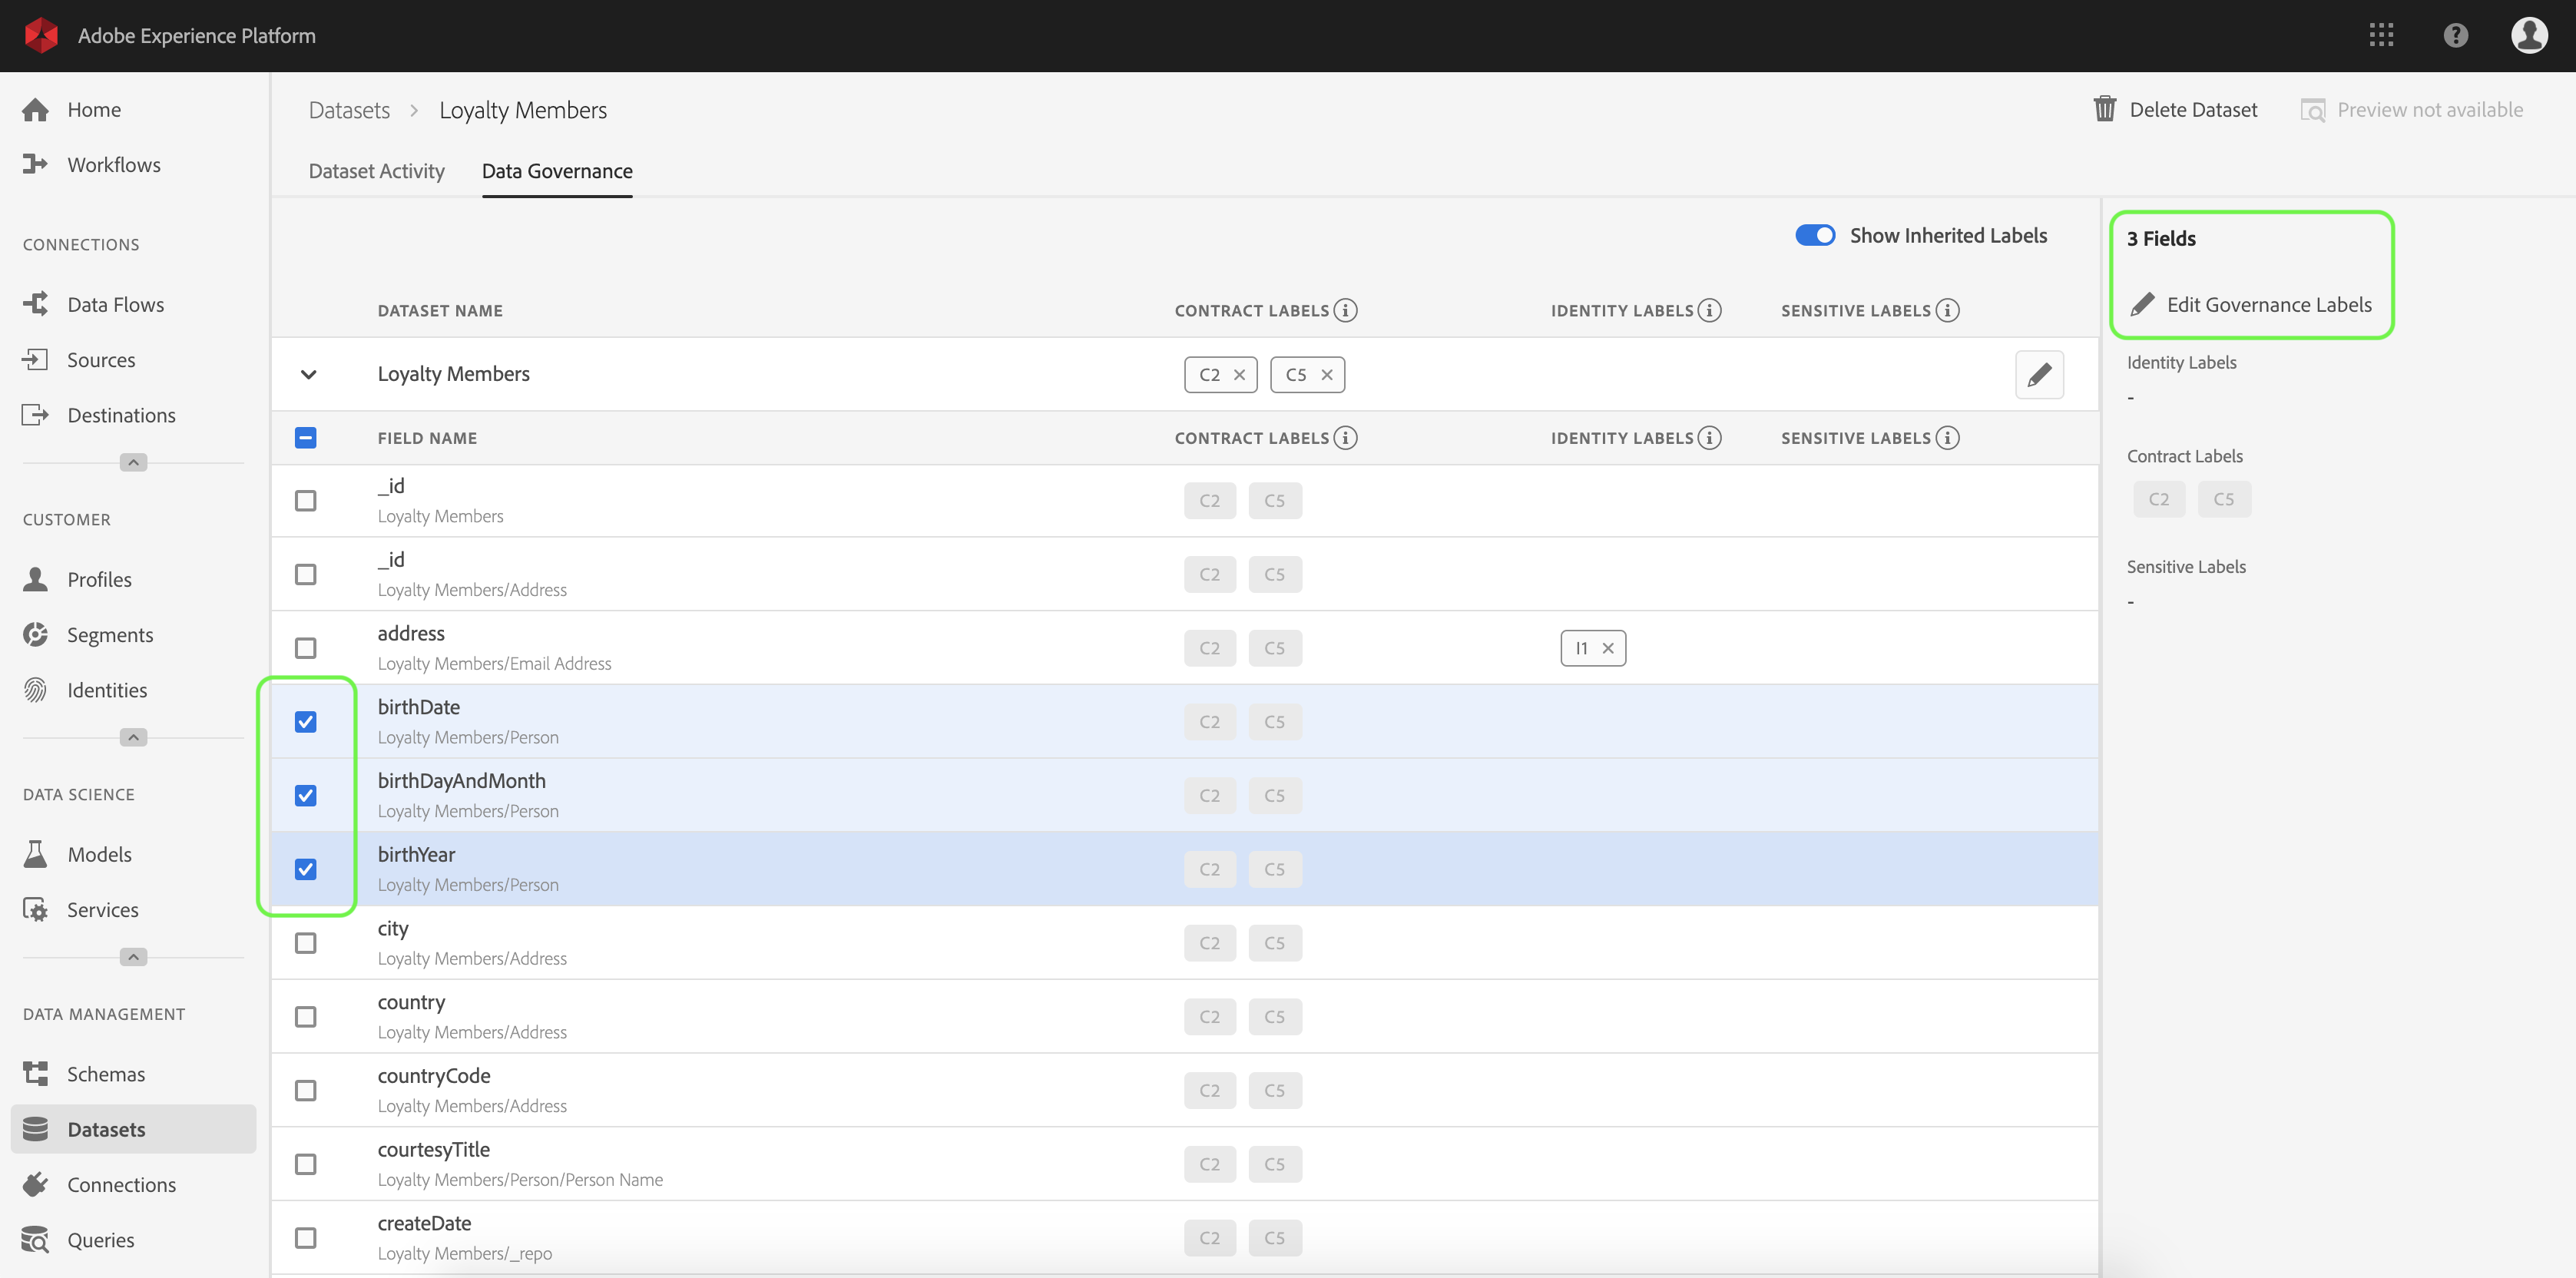 Adobe Experience Platform
Home
Workflows
CONNECTIONS
Data Flows
Sources
Destinations
CUSTOMER
Profiles
Segments
Identities
DATA SCIENCE
Models
Services
DATA MANAGEMENT
Schemas
Datasets
Connections
Queries
Datasets > Loyalty Members
Delete Dataset
Preview not available
Dataset Activity Data Governance
Show Inherited Labels
DATASET NAME CONTRACT LABELS IDENTITY LABELS SENSITIVE LABELS
Loyalty Members C2 C5
FIELD NAME CONTRACT LABELS IDENTITY LABELS SENSITIVE LABELS
_id C2 C5
Loyalty Members
_id C2 C5
Loyalty Members/Address
address C2 C5 I1
Loyalty Members/Email Address
birthDate C2 C5
Loyalty Members/Person
birthDayAndMonth C2 C5
Loyalty Members/Person
birthYear C2 C5
Loyalty Members/Person
city C2 C5
Loyalty Members/Address
country C2 C5
Loyalty Members/Address
countryCode C2 C5
Loyalty Members/Address
courtesyTitle C2 C5
Loyalty Members/Person/Person Name
createDate C2 C5
Loyalty Members/_repo
3 Fields
Edit Governance Labels
Identity Labels
-
Contract Labels
C2 C5
Sensitive Labels
-